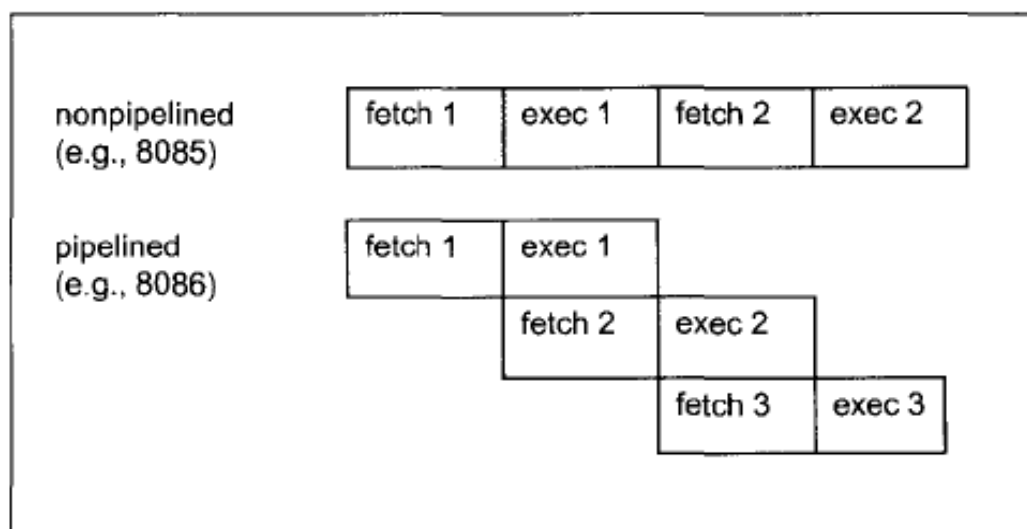 nonpipelined
(e.g., 8085)
fetch 1 exec 1 fetch 2 exec 2
pipelined
(e.g., 8086)
fetch 1 exec 1
fetch 2 exec 2
fetch 3 exec 3